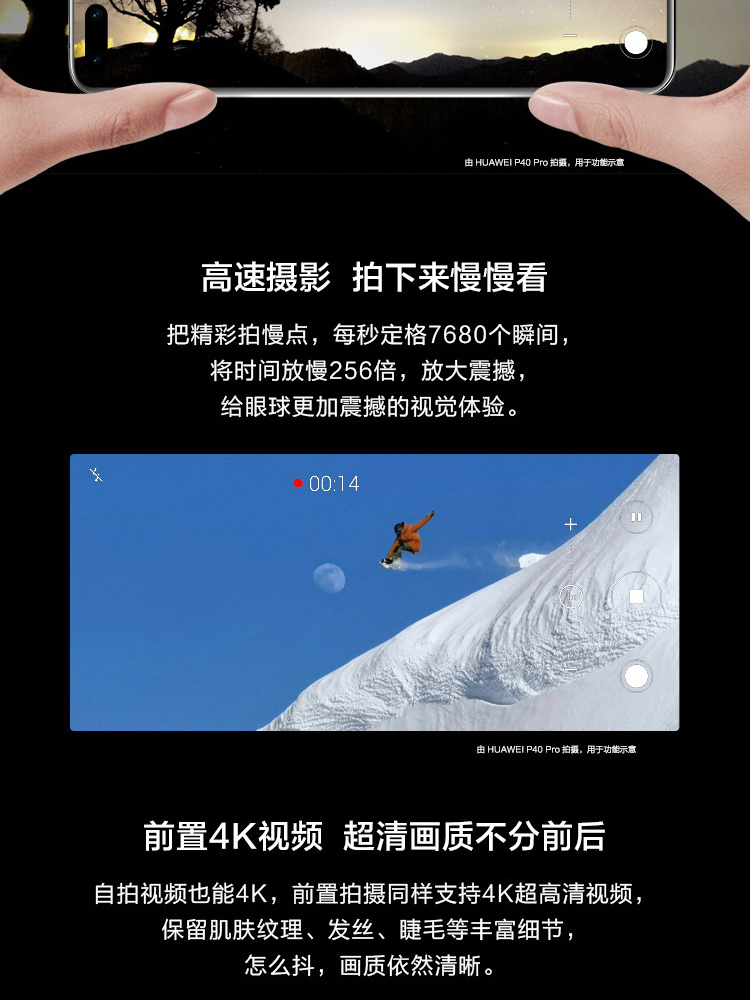 由 HUAWEI P40 Pro 拍摄，用于功能示意
高速摄影 拍下来慢慢看
把精彩拍慢点，每秒定格7680个瞬间，
将时间放慢256倍，放大震撼，
给眼球更加震撼的视觉体验。
00:14
由 HUAWEI P40 Pro 拍摄，用于功能示意
前置4K视频 超清画质不分前后
自拍视频也能4K，前置拍摄同样支持4K超高清视频，
保留肌肤纹理、发丝、睫毛等丰富细节，
怎么抖，画质依然清晰。